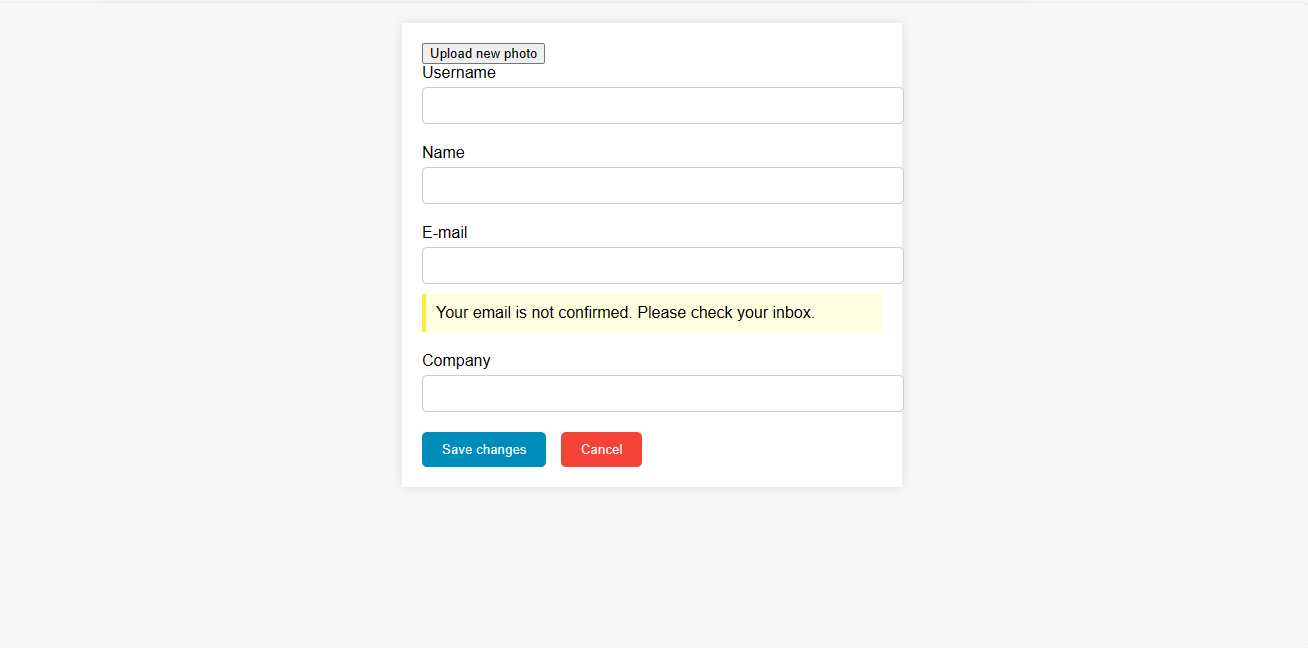 Upload new photo
Username
Name
E-mail
Your email is not confirmed. Please check your inbox.
Company
Save changes Cancel